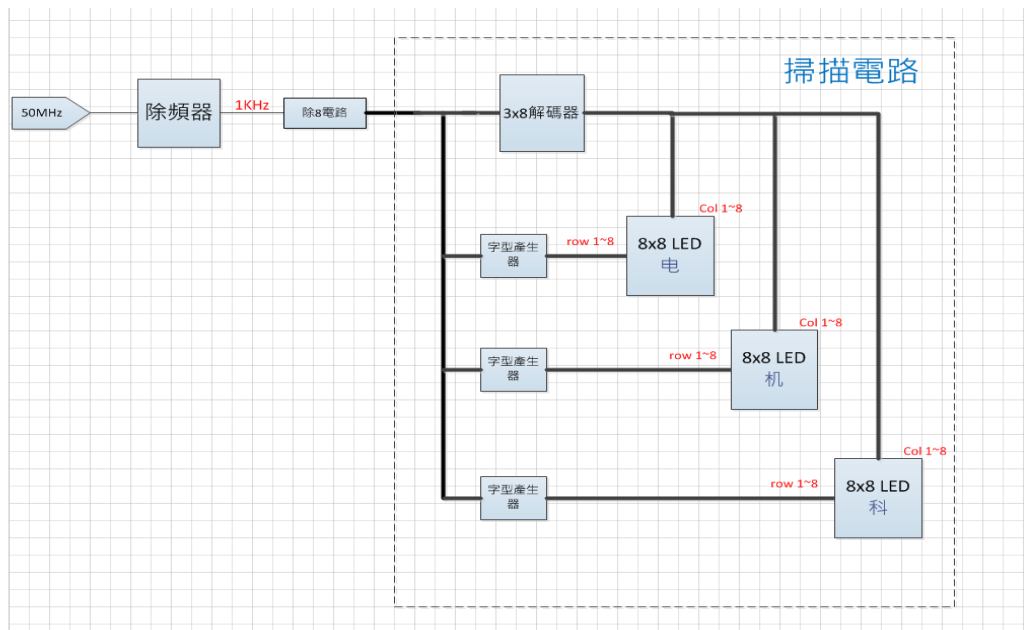 掃描電路
50MHz
除頻器
1KHz
除8電路
3x8解碼器
Col 1~8
字型產生
器
row 1~8
8x8 LED
电
Col 1~8
字型產生
器
row 1~8
8x8 LED
机
Col 1~8
字型產生
器
row 1~8
8x8 LED
科